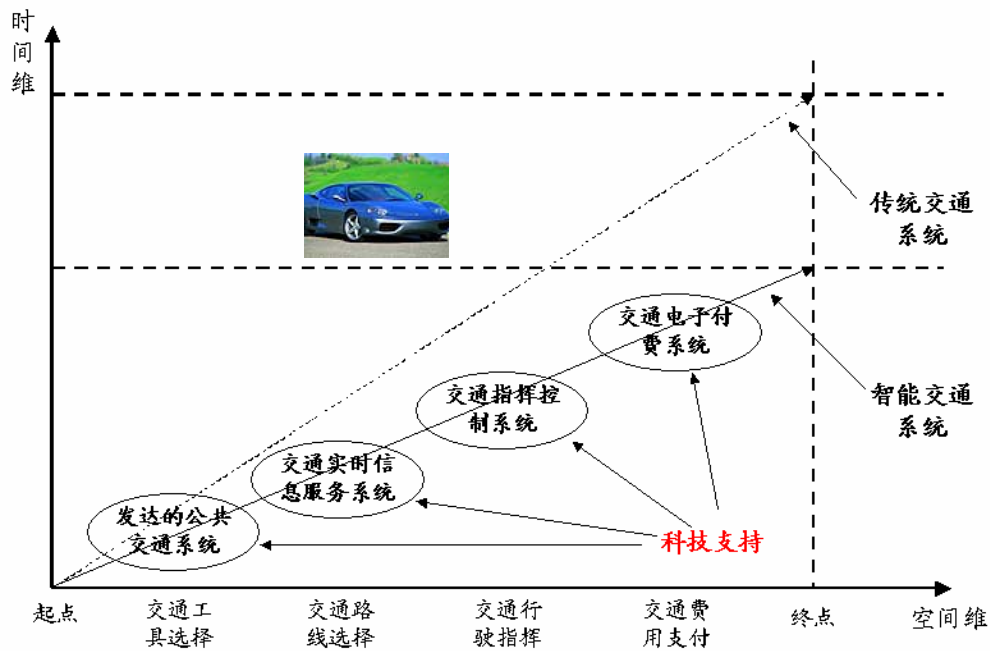 时
间
维
传统交通
系统
交通电子付
费系统
智能交通
系统
交通指挥控
制系统
交通实时信
息服务系统
发达的公共
交通系统
科技支持
起点
交通工
具选择
交通路
线选择
交通行
驶指挥
交通费
用支付
终点
空间维